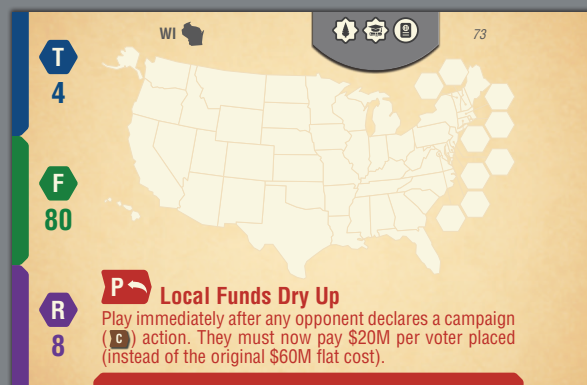 WI
73
T
4
F
80
R
8
P
Local Funds Dry Up
Play immediately after any opponent declares a campaign
( C ) action. They must now pay $20M per voter placed
(instead of the original $60M flat cost).